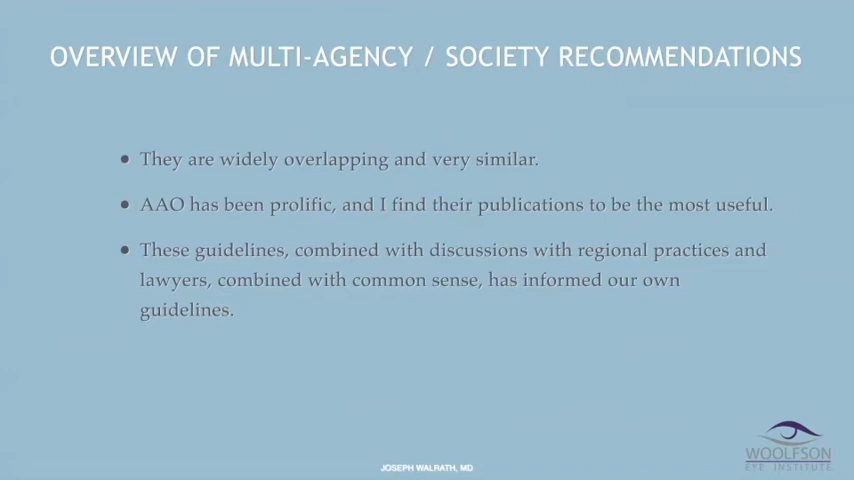 OVERVIEW OF MULTI-AGENCY / SOCIETY RECOMMENDATIONS
• They are widely overlapping and very similar.
• AAO has been prolific, and I find their publications to be the most useful.
• These guidelines, combined with discussions with regional practices and
lawyers, combined with common sense, has informed our own
guidelines.
WOOLFSON
EYE INSTITUTE
JOSEPH WALRATH, MD